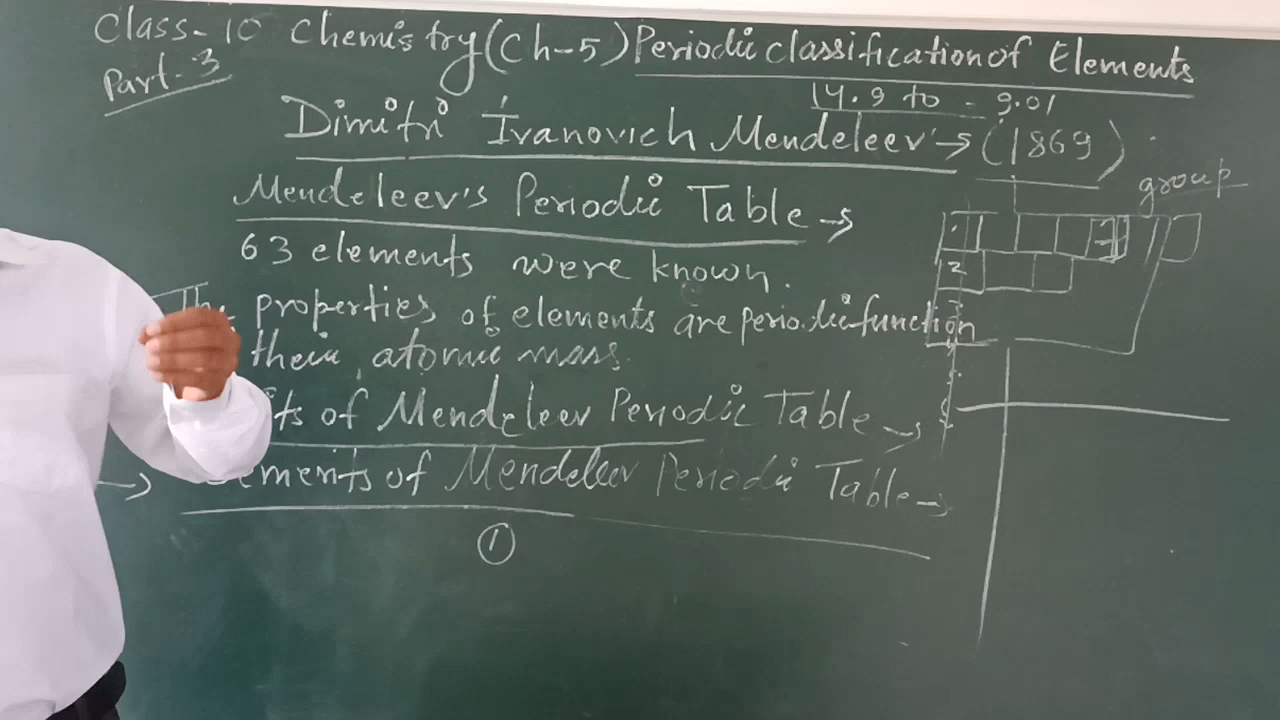 Class-10 Chemistry (Ch-5) Periodic classification of Elements
Part-3
14.9 to - 9.01
Dimitri Ivanovich Mendeleev's → (1869)
group
Mendeleev's Periodic Table →
63 elements were known.
The properties of elements are periodic function
their atomic mass.
ts of Mendeleev Periodic Table →
→ ements of Mendeleev Periodic Table →
①
1
2